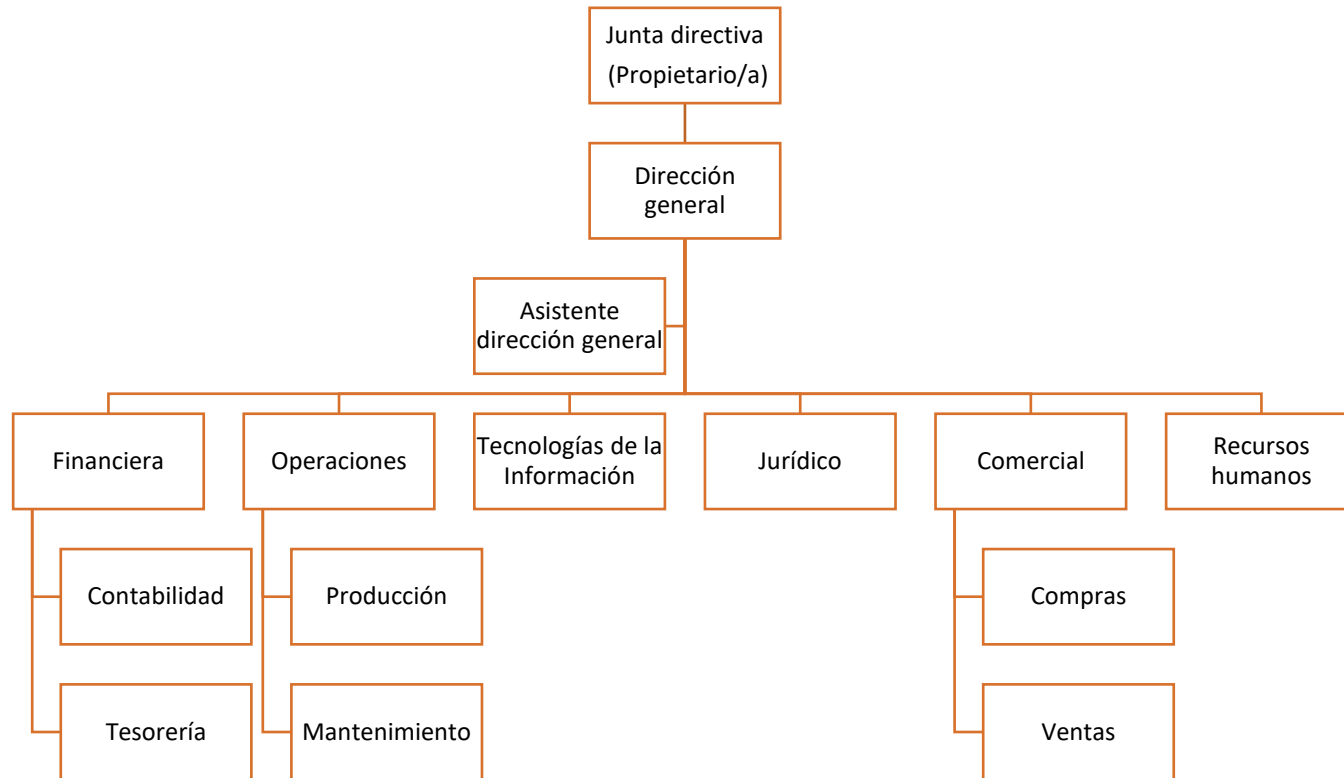 Junta directiva
(Propietario/a)
Dirección
general
Asistente
dirección general
Financiera
Operaciones
Tecnologías de la
Información
Jurídico
Comercial
Recursos
humanos
Contabilidad
Producción
Compras
Tesorería
Mantenimiento
Ventas